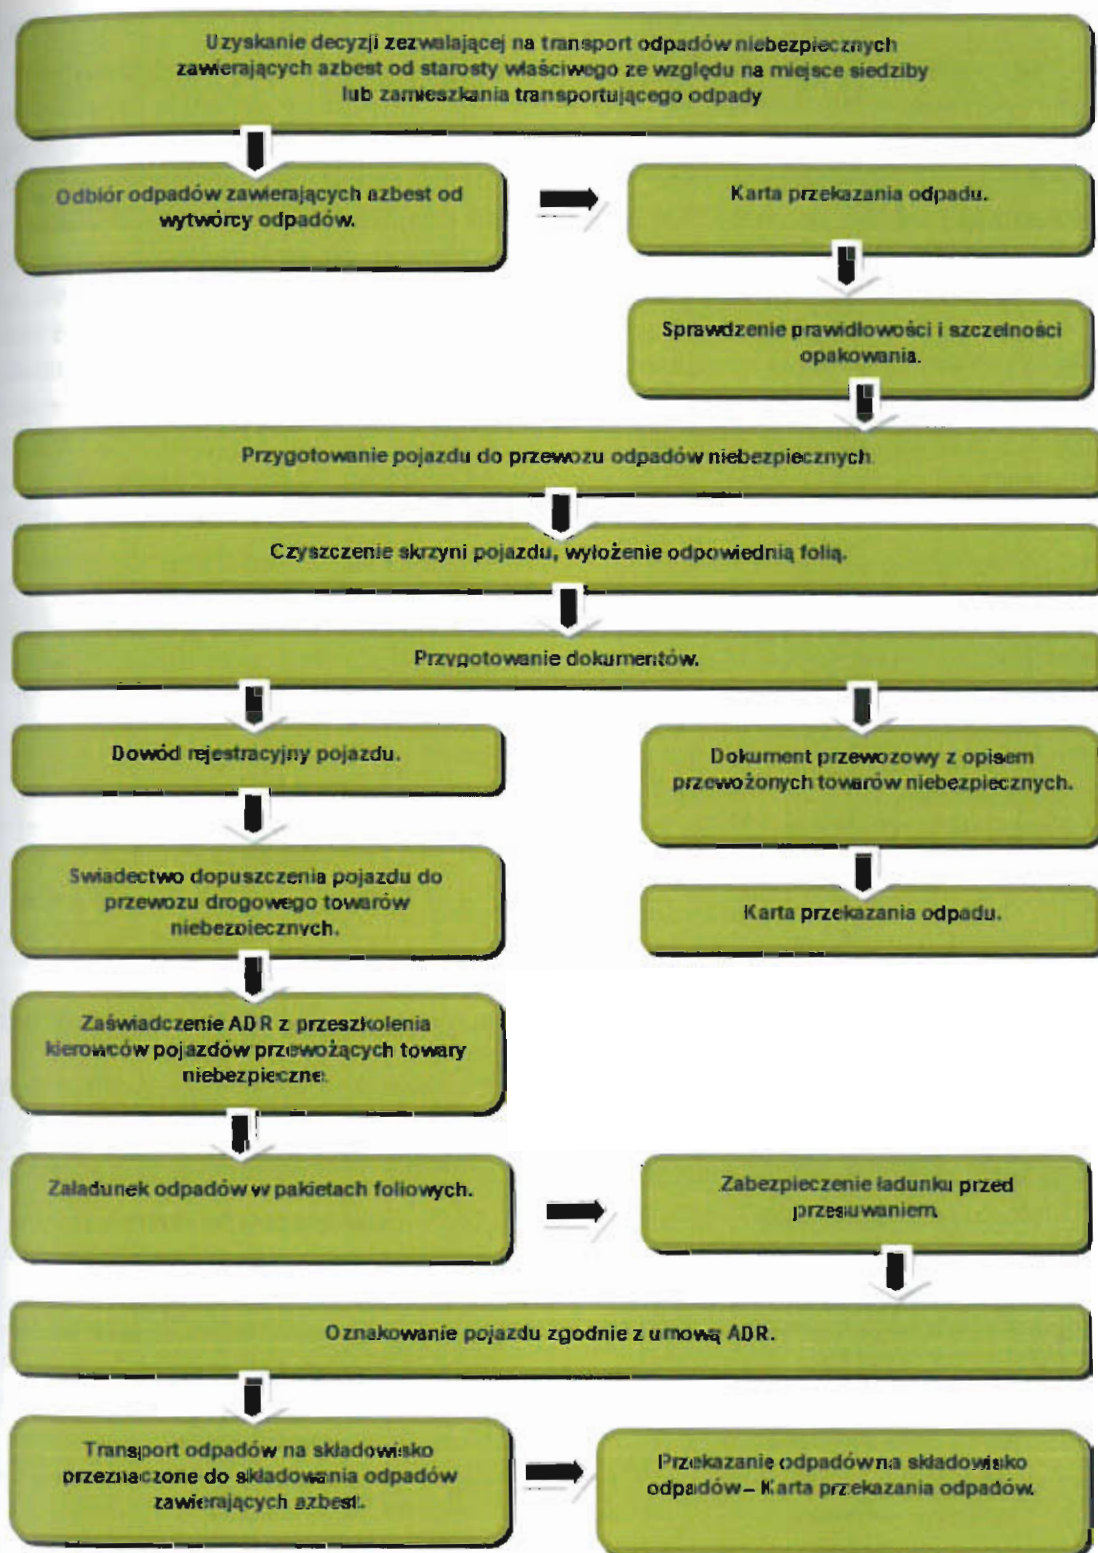 Uzyskanie decyzji zezwalającej na transport odpadów niebezpiecznych
zawierających azbest od starosty właściwego ze względu na miejsce siedziby
lub zamieszkania transportującego odpady
Odbiór odpadów zawierających azbest od
wytwórcy odpadów.
Karta przekazania odpadu.
Sprawdzenie prawidłowości i szczelności
opakowania.
Przygotowanie pojazdu do przewozu odpadów niebezpiecznych
Czyszczenie skrzyni pojazdu, wyłożenie odpowiednią folią.
Przygotowanie dokumentów.
Dowód rejestracyjny pojazdu.
Dokument przewozowy z opisem
przewożonych towarów niebezpiecznych.
Swiadectwo dopuszczenia pojazdu do
przewozu drogowego towarów
niebezpiecznych.
Karta przekazania odpadu.
Zaświadczenie ADR z przeszkolenia
kierowców pojazdów przewożących towary
niebezpieczne.
Załadunek odpadów w pakietach foliowych.
Zabezpieczenie ładunku przed
przesuwaniem.
Oznakowanie pojazdu zgodnie z umową ADR.
Transport odpadów na składowisko
przeznaczone do składowania odpadów
zawierających azbest.
Przekazanie odpadów na składowisko
odpadów – Karta przekazania odpadów.